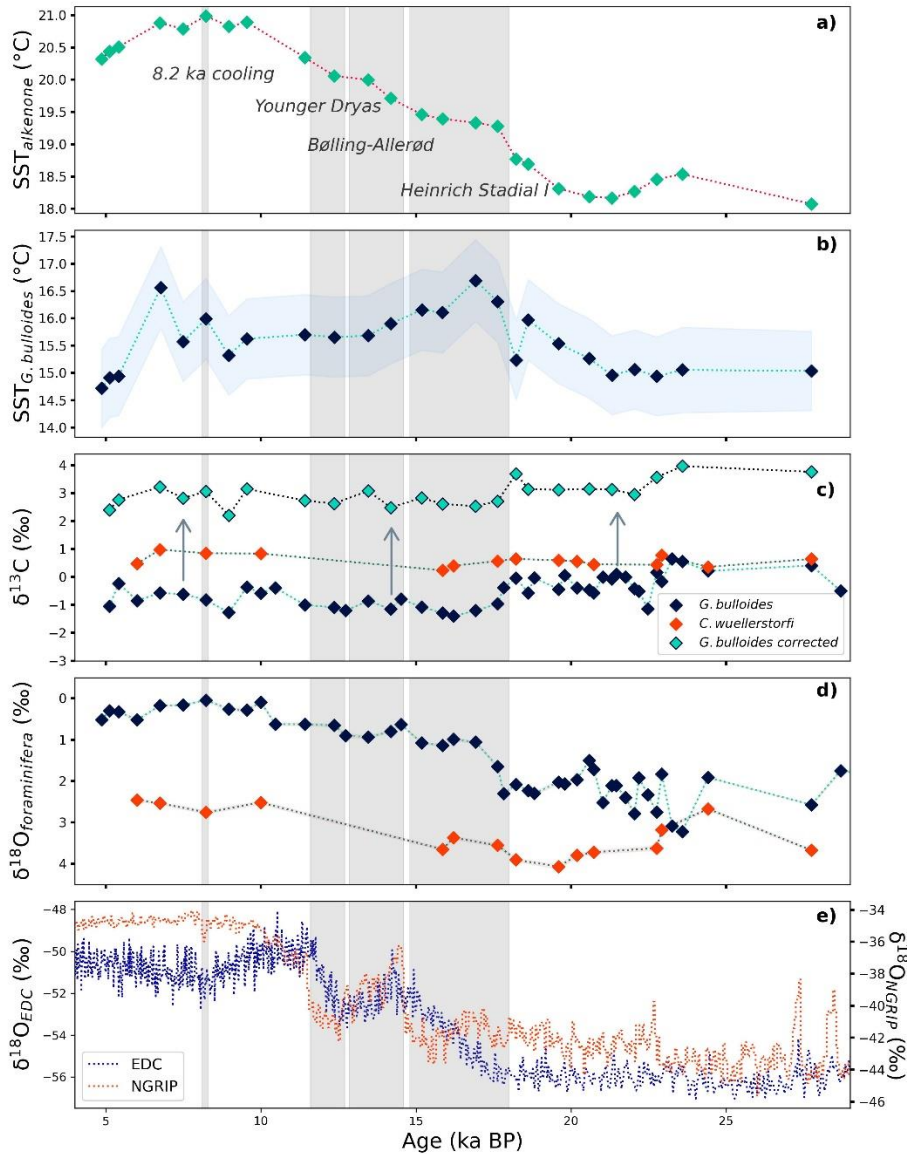 a)
SST_alkenone (°C)
21.0
20.5
20.0
19.5
19.0
18.5
18.0
8.2 ka cooling
Younger Dryas
Bølling-Allerød
Heinrich Stadial I
b)
SST_G. bulloides (°C)
17.5
17.0
16.5
16.0
15.5
15.0
14.5
14.0
c)
δ¹³C (‰)
4
3
2
1
0
−1
−2
−3
G. bulloides
C. wuellerstorfi
G. bulloides corrected
d)
δ¹⁸O_foraminifera (‰)
0
1
2
3
4
e)
δ¹⁸O_EDC (‰)
−48
−50
−52
−54
−56
EDC
NGRIP
−34
−36
−38
−40
−42
−44
−46
δ¹⁸O_NGRIP (‰)
5
10
15
20
25
Age (ka BP)